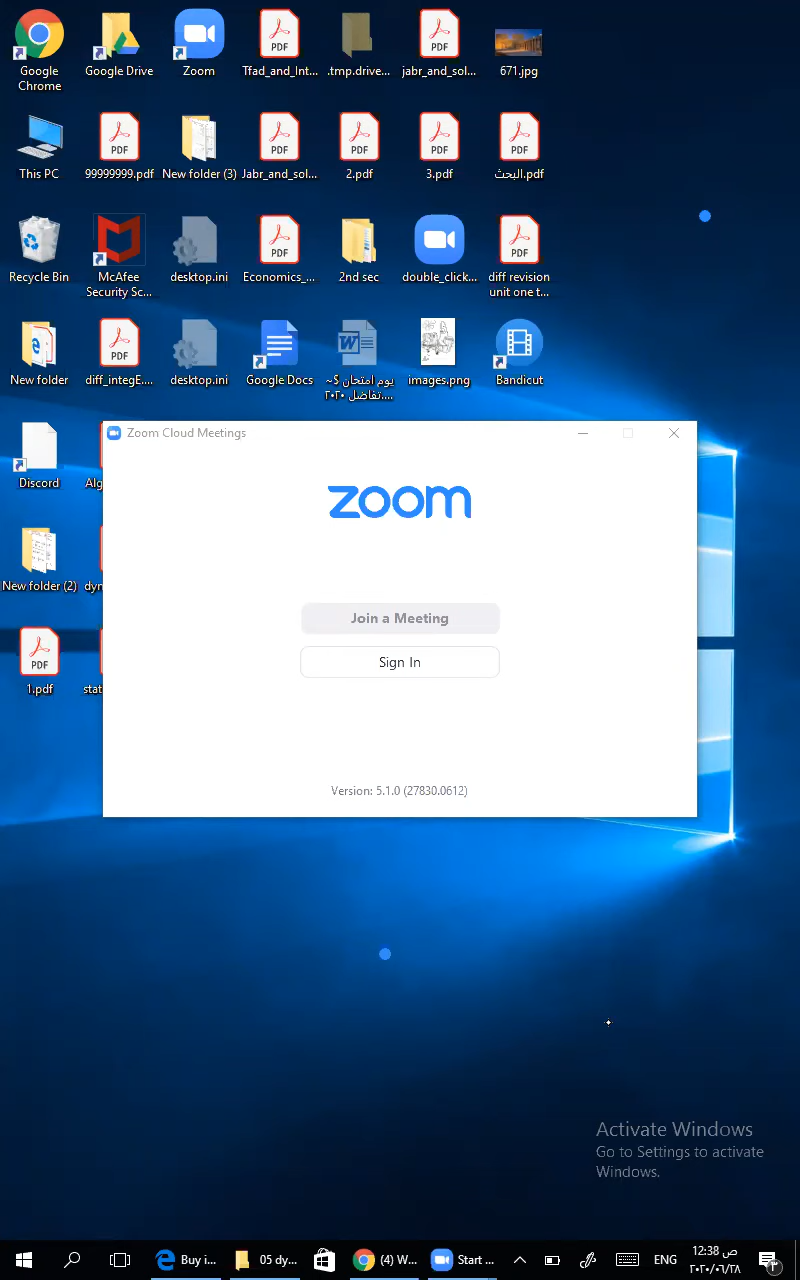 Google Chrome
Google Drive
Zoom
Tfad_and_Int...
.tmp.drive...
jabr_and_sol...
671.jpg
This PC
99999999.pdf
New folder (3)
Jabr_and_sol...
2.pdf
3.pdf
البحث.pdf
Recycle Bin
McAfee
Security Sc...
desktop.ini
Economics_...
2nd sec
double_click...
diff revision
unit one t...
New folder
diff_integE....
desktop.ini
Google Docs
~$ يوم امتحان
تفاضل ٢٠٢٠....
images.png
Bandicut
Discord
Alg
New folder (2)
dyn
1.pdf
stat
Zoom Cloud Meetings
zoom
Join a Meeting
Sign In
Version: 5.1.0 (27830.0612)
Activate Windows
Go to Settings to activate
Windows.
Buy i...
05 dy...
(4) W...
Start ...
ENG
12:38 ص
٢٠٢٠/٠٦/٢٨
٣